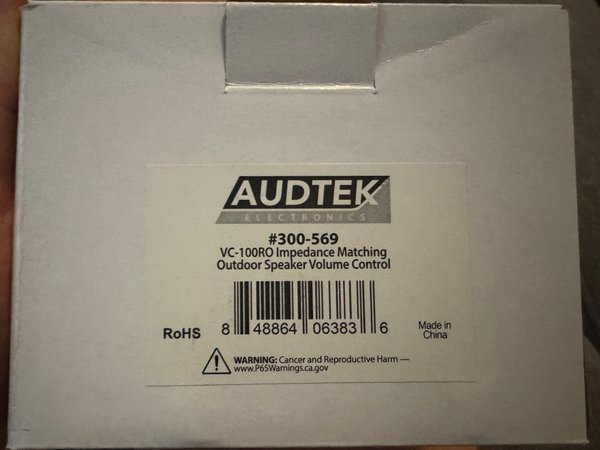 AUDTEK
ELECTRONICS
#300-569
VC-100RO Impedance Matching
Outdoor Speaker Volume Control
RoHS
8 48864 06383 6
Made in
China
WARNING: Cancer and Reproductive Harm —
www.P65Warnings.ca.gov